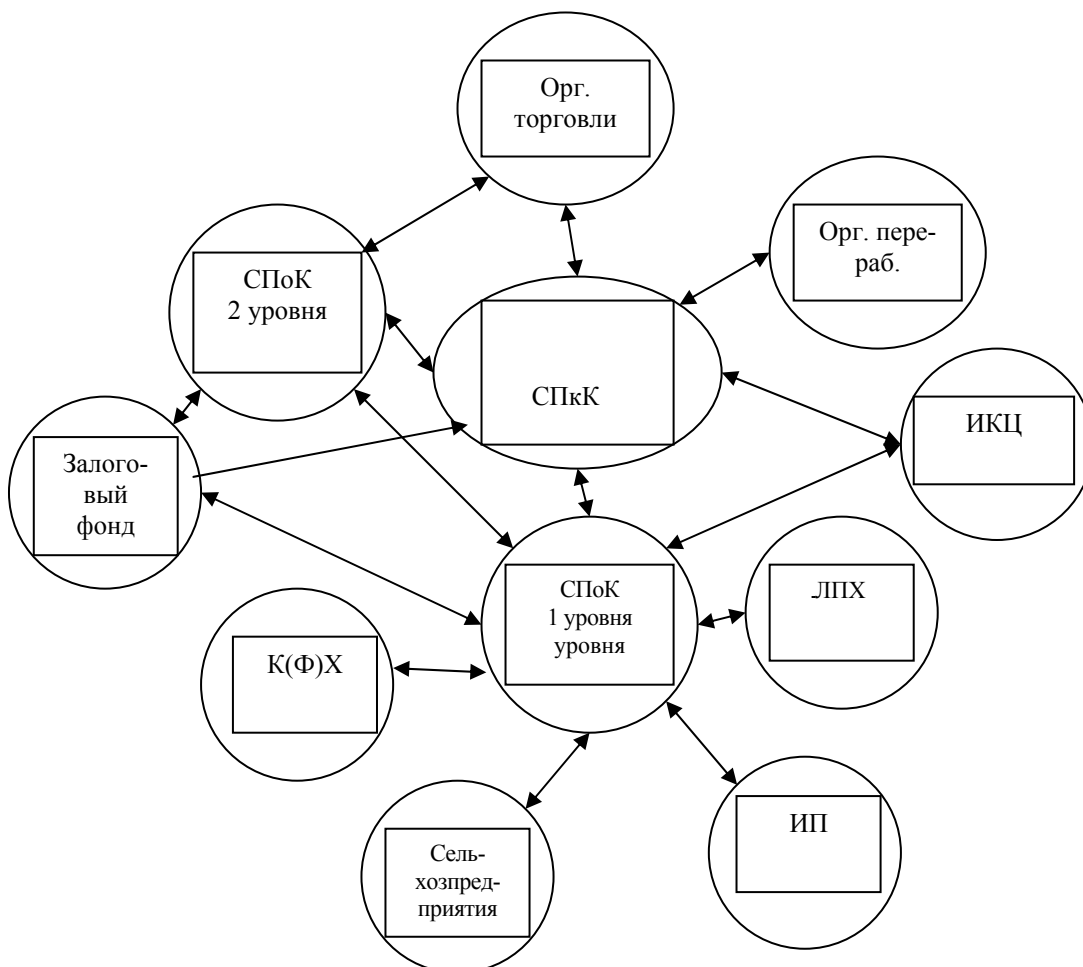 Орг.
торговли
Орг. пере-
раб.
СПоК
2 уровня
СПкК
ИКЦ
Залого-
вый
фонд
СПоК
1 уровня
уровня
ЛПХ
К(Ф)Х
ИП
Сель-
хозпред-
приятия